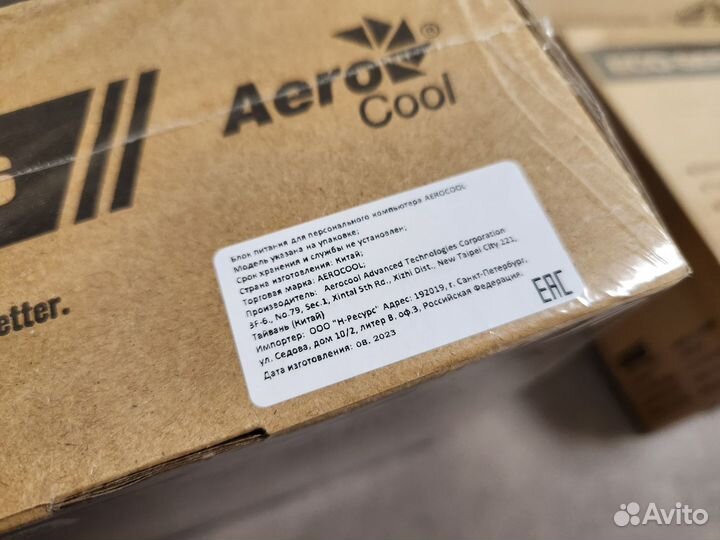 Aero
Cool
®
etter.
Блок питания для персонального компьютера AEROCOOL
Модель указана на упаковке;
Срок хранения и службы не установлен;
Страна изготовления: Китай;
Торговая марка: AEROCOOL;
Производитель: Aerocool Advanced Technologies Corporation
3F-6., No.79, Sec.1, Xintai 5th Rd., Xizhi Dist., New Taipei City 221,
Тайвань (Китай)
Импортер: ООО "Н-Ресурс" Адрес: 192019, г. Санкт-Петербург,
ул. Седова, дом 10/2, литер В, оф.3, Российская Федерация.
Дата изготовления: 08. 2023
EAC
Avito